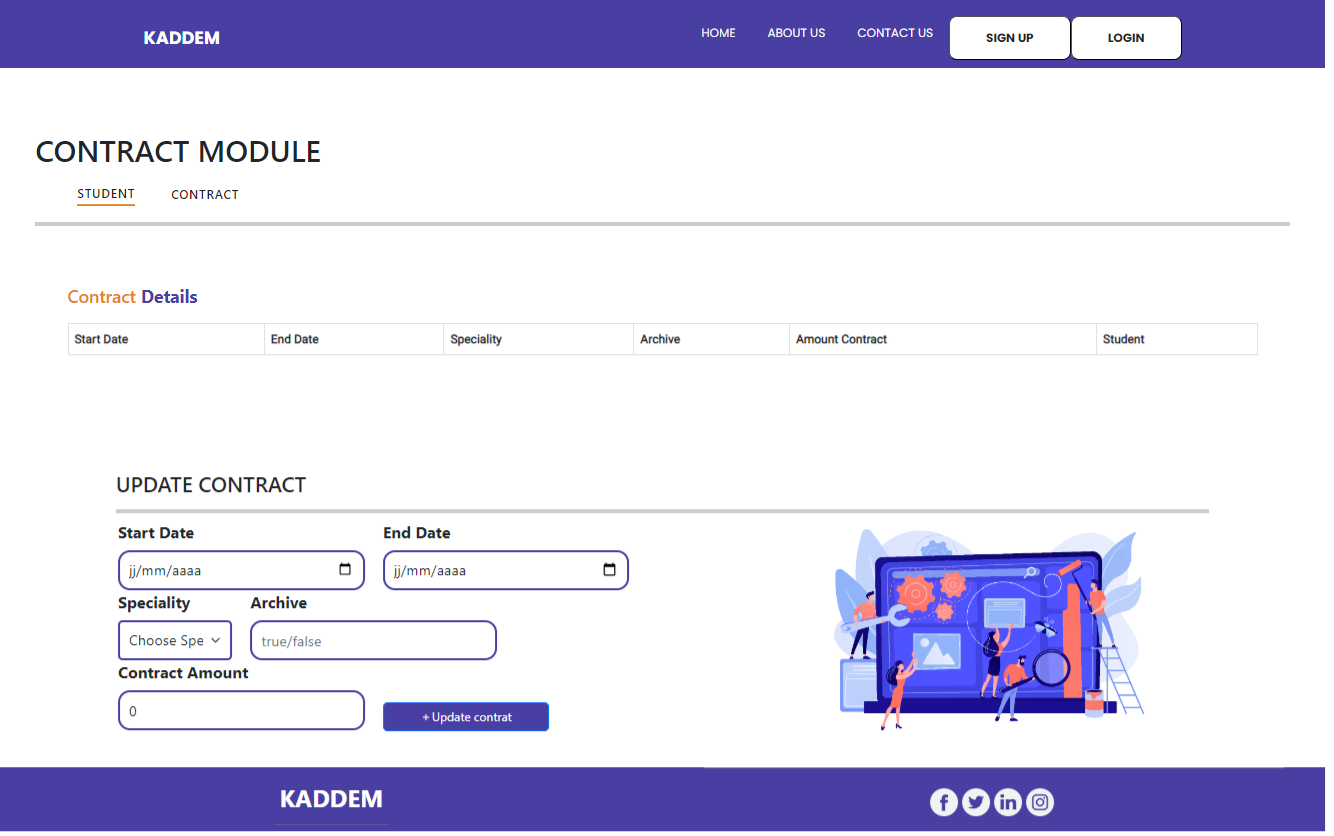 KADDEM
HOME ABOUT US CONTACT US SIGN UP LOGIN
CONTRACT MODULE
STUDENT CONTRACT
Contract Details
Start Date End Date Speciality Archive Amount Contract Student
UPDATE CONTRACT
Start Date End Date
jj/mm/aaaa jj/mm/aaaa
Speciality Archive
Choose Spe true/false
Contract Amount
0 + Update contrat
KADDEM